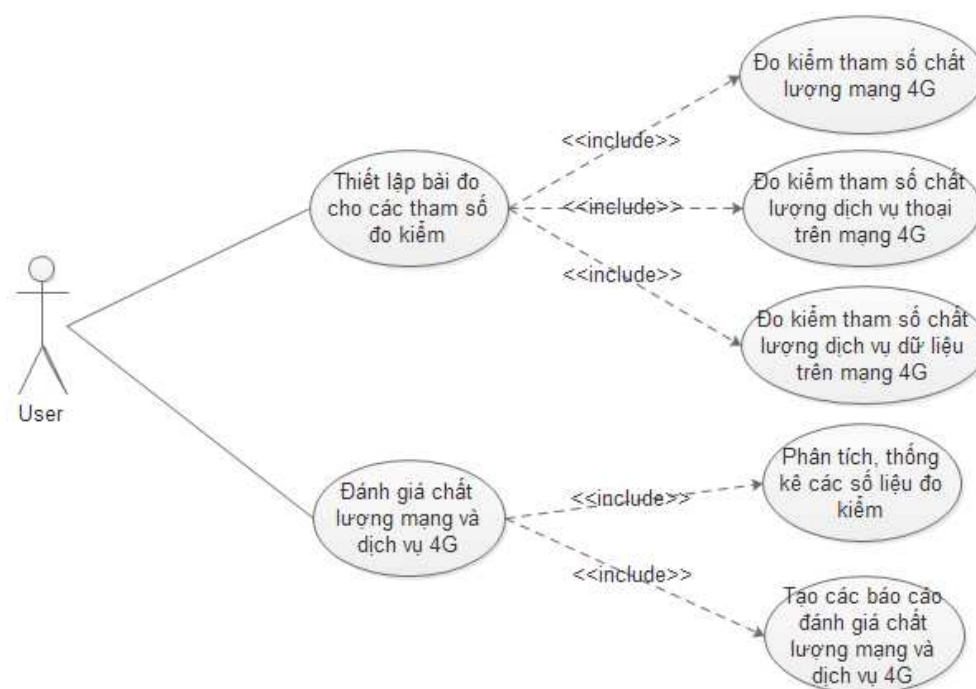 Đo kiểm tham số chất
lượng mạng 4G
<<include>>
Thiết lập bài đo
cho các tham số
đo kiểm
<<include>>
Đo kiểm tham số chất
lượng dịch vụ thoại
trên mạng 4G
<<include>>
Đo kiểm tham số chất
lượng dịch vụ dữ liệu
trên mạng 4G
User
Đánh giá chất
lượng mạng và
dịch vụ 4G
<<include>>
Phân tích, thống
kê các số liệu đo
kiểm
<<include>>
Tạo các báo cáo
đánh giá chất
lượng mạng và
dịch vụ 4G